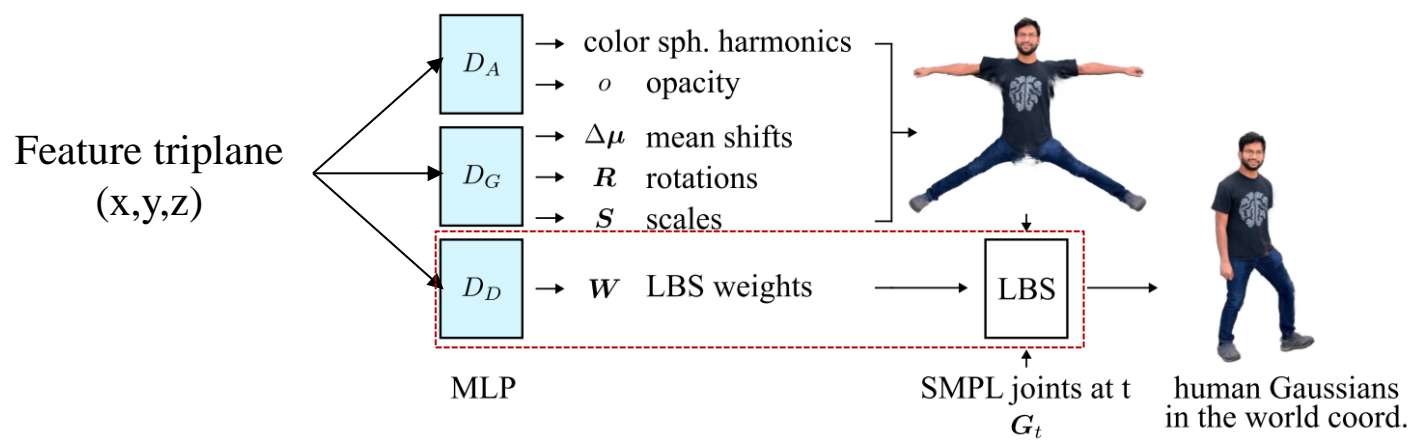 Feature triplane
(x,y,z)
D_A
color sph. harmonics
o opacity
D_G
Δμ mean shifts
R rotations
S scales
D_D
W LBS weights
LBS
MLP
SMPL joints at t
G_t
human Gaussians
in the world coord.